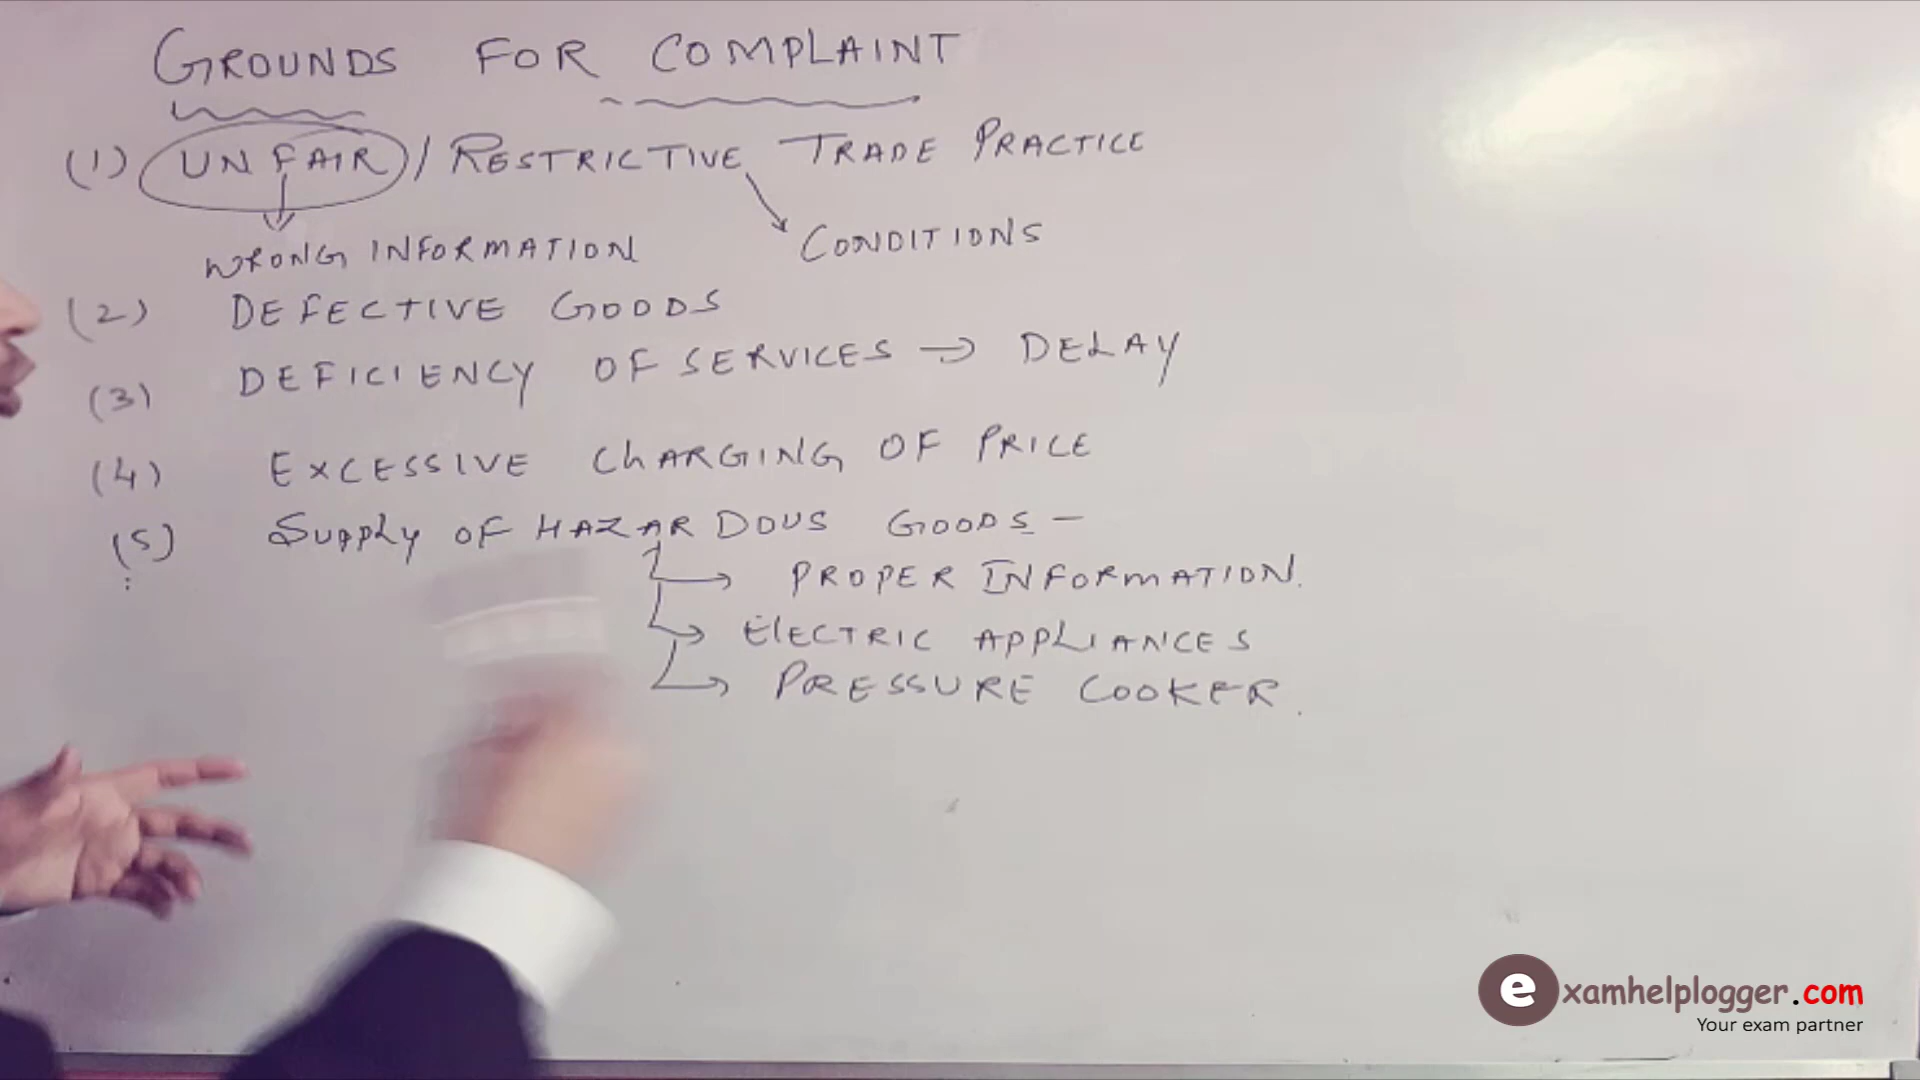 GROUNDS FOR COMPLAINT
(1) UNFAIR / RESTRICTIVE TRADE PRACTICE
WRONG INFORMATION CONDITIONS
(2) DEFECTIVE GOODS
(3) DEFICIENCY OF SERVICES → DELAY
(4) EXCESSIVE CHARGING OF PRICE
(5) SUPPLY OF HAZARDOUS GOODS -
PROPER INFORMATION.
ELECTRIC APPLIANCES
PRESSURE COOKER.
examhelplogger.com
Your exam partner